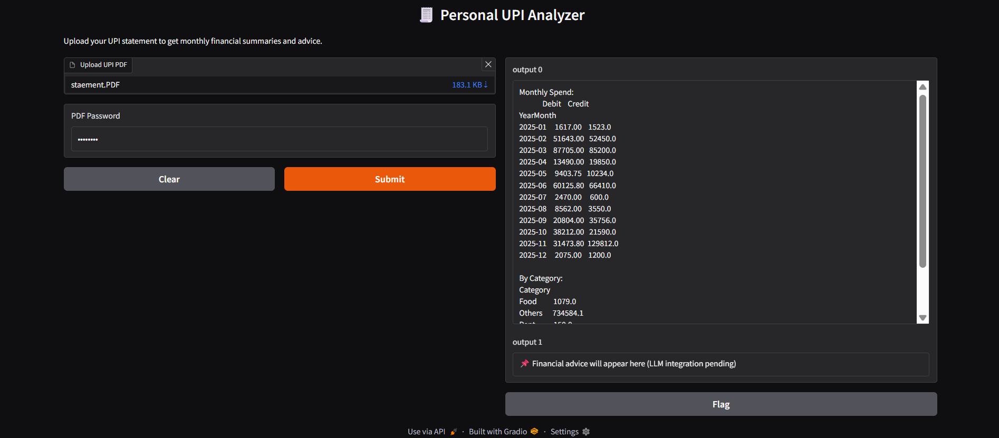 Personal UPI Analyzer
Upload your UPI statement to get monthly financial summaries and advice.
Upload UPI PDF
staement.PDF 183.1 KB ↓
PDF Password
••••••••
Clear
Submit
output 0
Monthly Spend:
Debit Credit
YearMonth
2025-01 1617.00 1523.0
2025-02 51643.00 52450.0
2025-03 87705.00 85200.0
2025-04 13490.00 19850.0
2025-05 9403.75 10234.0
2025-06 60125.80 66410.0
2025-07 2470.00 600.0
2025-08 8562.00 3550.0
2025-09 20804.00 35756.0
2025-10 38212.00 21590.0
2025-11 31473.80 129812.0
2025-12 2075.00 1200.0
By Category:
Category
Food 1079.0
Others 734584.1
output 1
📌 Financial advice will appear here (LLM integration pending)
Flag
Use via API · Built with Gradio · Settings